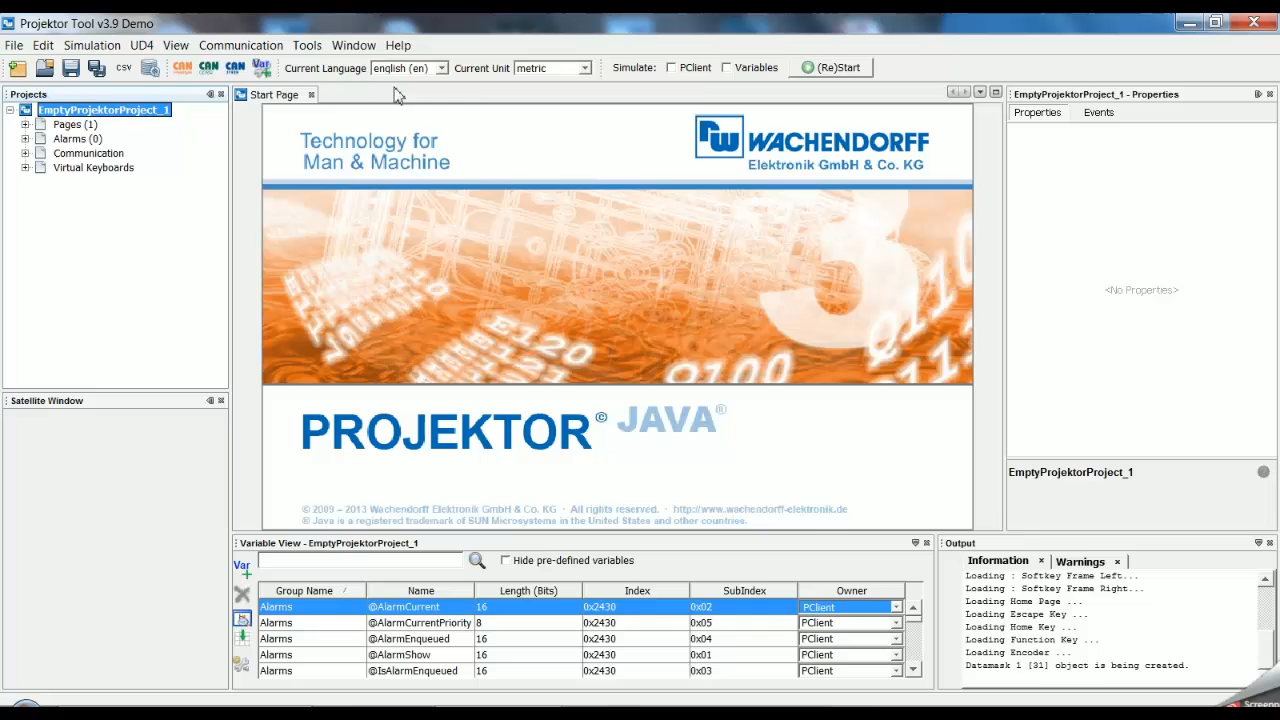 Projektor Tool v3.9 Demo
File Edit Simulation UD4 View Communication Tools Window Help
CSV CAN CAN CAN Var Current Language english (en) Current Unit metric Simulate: PClient Variables (Re)Start
Projects
EmptyProjektorProject_1
Pages (1)
Alarms (0)
Communication
Virtual Keyboards
Satellite Window
Start Page
Technology for
Man & Machine
WACHENDORFF
Elektronik GmbH & Co. KG
E120
E121
Q100
Q110
PROJEKTOR© JAVA®
© 2009 – 2013 Wachendorff Elektronik GmbH & Co. KG · All rights reserved. · http://www.wachendorff-elektronik.de
® Java is a registered trademark of SUN Microsystems in the United States and other countries.
EmptyProjektorProject_1 - Properties
Properties Events
<No Properties>
EmptyProjektorProject_1
Variable View - EmptyProjektorProject_1
Var Hide pre-defined variables
Group Name Name Length (Bits) Index SubIndex Owner
Alarms @AlarmCurrent 16 0x2430 0x02 PClient
Alarms @AlarmCurrentPriority 8 0x2430 0x05 PClient
Alarms @AlarmEnqueued 16 0x2430 0x04 PClient
Alarms @AlarmShow 16 0x2430 0x01 PClient
Alarms @IsAlarmEnqueued 16 0x2430 0x03 PClient
Output
Information Warnings
Loading : Softkey Frame Left...
Loading : Softkey Frame Right...
Loading Home Page ...
Loading Escape Key ...
Loading Home Key ...
Loading Function Key ...
Loading Encoder ...
Datamask 1 [31] object is being created.